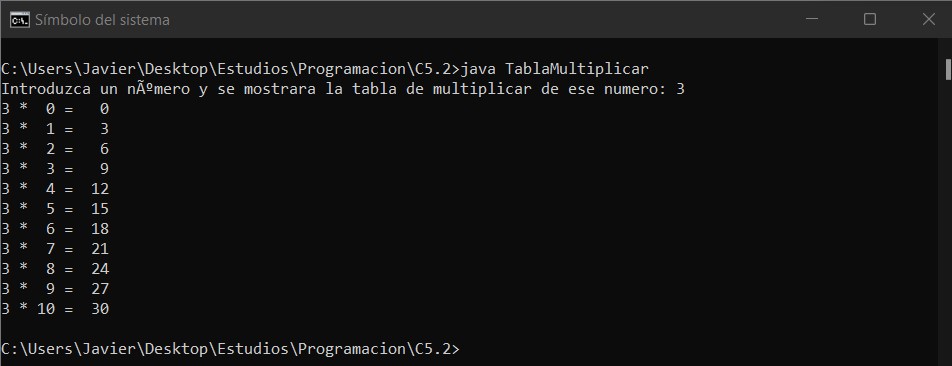 Símbolo del sistema
C:\Users\Javier\Desktop\Estudios\Programacion\C5.2>java TablaMultiplicar
Introduzca un nÃºmero y se mostrara la tabla de multiplicar de ese numero: 3
3 *  0 =   0
3 *  1 =   3
3 *  2 =   6
3 *  3 =   9
3 *  4 =  12
3 *  5 =  15
3 *  6 =  18
3 *  7 =  21
3 *  8 =  24
3 *  9 =  27
3 * 10 =  30
C:\Users\Javier\Desktop\Estudios\Programacion\C5.2>